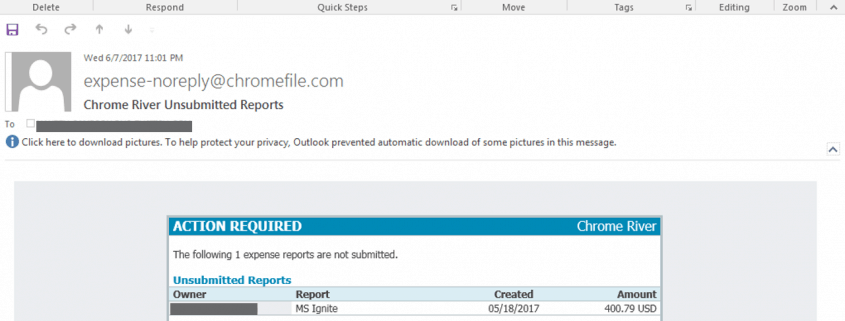 Delete Respond Quick Steps Move Tags Editing Zoom
Wed 6/7/2017 11:01 PM
expense-noreply@chromefile.com
Chrome River Unsubmitted Reports
To
Click here to download pictures. To help protect your privacy, Outlook prevented automatic download of some pictures in this message.
ACTION REQUIRED Chrome River
The following 1 expense reports are not submitted.
Unsubmitted Reports
Owner Report Created Amount
MS Ignite 05/18/2017 400.79 USD